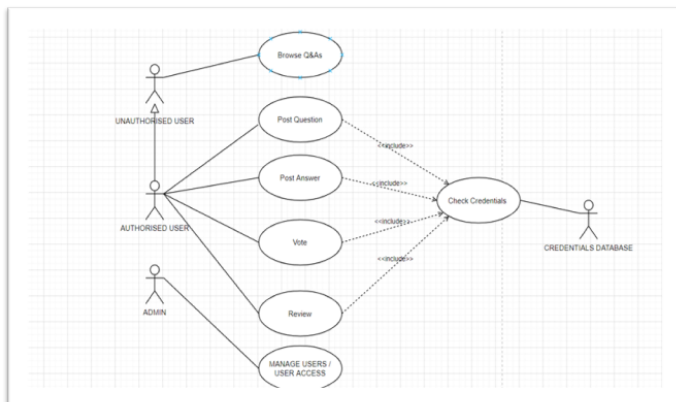 Browse Q&As
UNAUTHORISED USER
Post Question
<<include>>
Post Answer
<<include>>
Check Credentials
AUTHORISED USER
<<include>>
Vote
CREDENTIALS DATABASE
<<include>>
ADMIN
Review
MANAGE USERS /
USER ACCESS